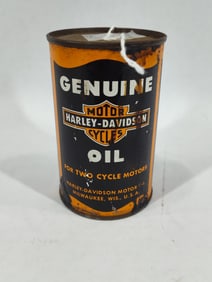 GENUINE
MOTOR
HARLEY-DAVIDSON
CYCLES
OIL
FOR TWO CYCLE MOTORS
HARLEY-DAVIDSON MOTOR
MILWAUKEE, WIS., U.S.A.